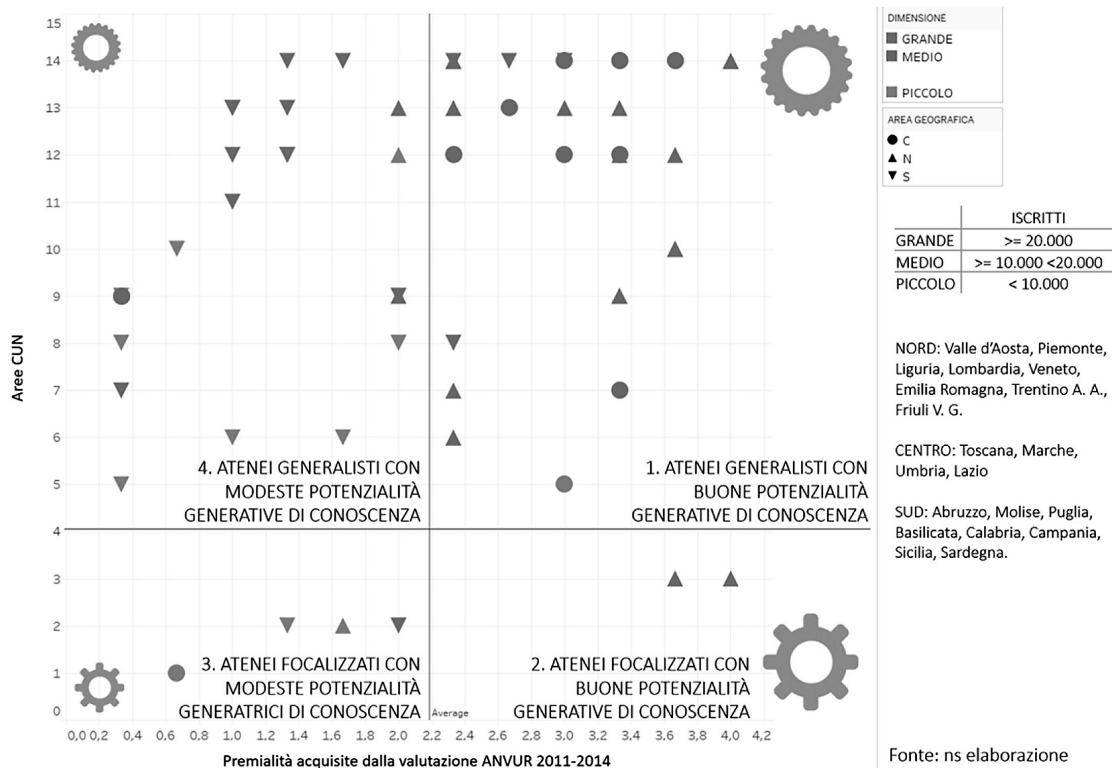 15
14
13
12
11
10
9
8
7
6
5
4
4
3
2
1
0
Aree CUN
4. ATENEI GENERALISTI CON
MODESTE POTENZIALITÀ
GENERATIVE DI CONOSCENZA
1. ATENEI GENERALISTI CON
BUONE POTENZIALITÀ
GENERATIVE DI CONOSCENZA
3. ATENEI FOCALIZZATI CON
MODESTE POTENZIALITÀ
GENERATRICI DI CONOSCENZA
2. ATENEI FOCALIZZATI CON
BUONE POTENZIALITÀ
GENERATIVE DI CONOSCENZA
Average
0,0 0,2 0,4 0,6 0,8 1,0 1,2 1,4 1,6 1,8 2,0 2,2 2,4 2,6 2,8 3,0 3,2 3,4 3,6 3,8 4,0 4,2
Premialità acquisite dalla valutazione ANVUR 2011-2014
DIMENSIONE
GRANDE
MEDIO
PICCOLO
AREA GEOGRAFICA
C
N
S
ISCRITTI
GRANDE >= 20.000
MEDIO >= 10.000 <20.000
PICCOLO < 10.000
NORD: Valle d'Aosta, Piemonte,
Liguria, Lombardia, Veneto,
Emilia Romagna, Trentino A. A.,
Friuli V. G.
CENTRO: Toscana, Marche,
Umbria, Lazio
SUD: Abruzzo, Molise, Puglia,
Basilicata, Calabria, Campania,
Sicilia, Sardegna.
Fonte: ns elaborazione